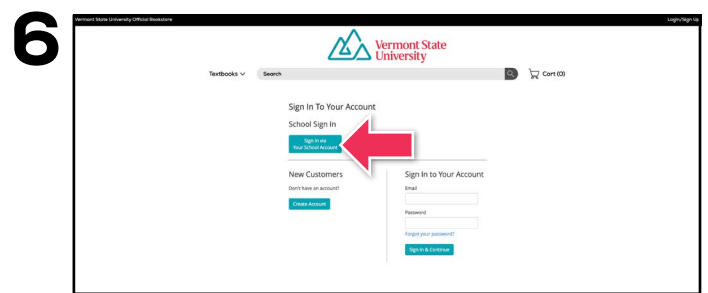 6
Vermont State University Official Bookstore
Login/Sign Up
Vermont State
University
Textbooks
Search
Cart (0)
Sign In To Your Account
School Sign In
Sign In via
Your School Account
New Customers
Don't have an account?
Create Account
Sign In to Your Account
Email
Password
Forgot your password?
Sign In & Continue